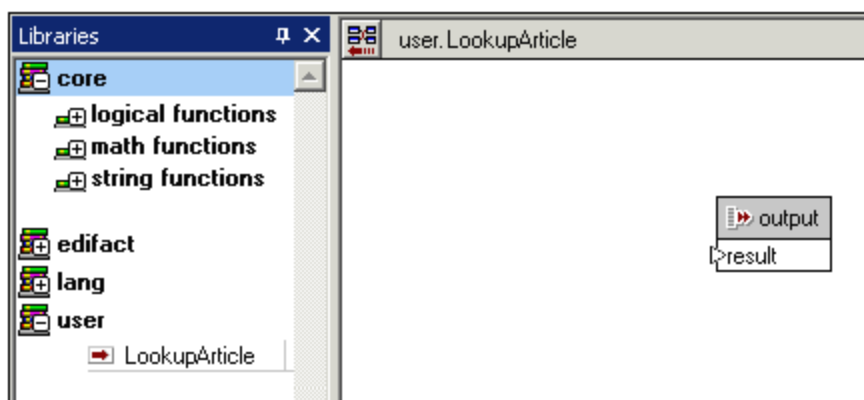 Libraries
core
logical functions
math functions
string functions
edifact
lang
user
LookupArticle
user.LookupArticle
output
result